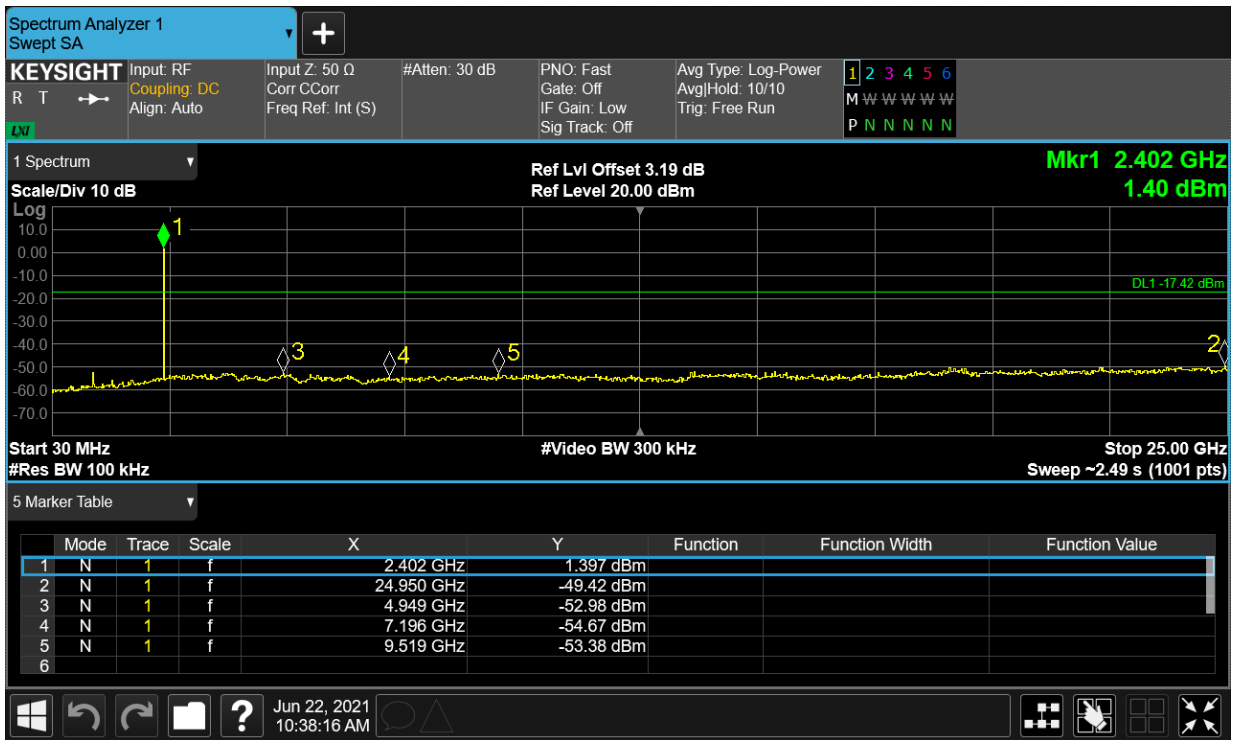 Spectrum Analyzer 1
Swept SA
+
KEYSIGHT Input: RF Input Z: 50 Ω #Atten: 30 dB PNO: Fast Avg Type: Log-Power 1 2 3 4 5 6
R T Coupling: DC Corr CCorr Gate: Off Avg|Hold: 10/10 M W W W W W
Align: Auto Freq Ref: Int (S) IF Gain: Low Trig: Free Run
LXI Sig Track: Off P N N N N N
1 Spectrum Mkr1 2.402 GHz
Ref Lvl Offset 3.19 dB
Scale/Div 10 dB Ref Level 20.00 dBm 1.40 dBm
Log
1
10.0
0.00
-10.0
DL1 -17.42 dBm
-20.0
-30.0
-40.0
3 4 5 2
-50.0
-60.0
-70.0
Start 30 MHz #Video BW 300 kHz Stop 25.00 GHz
#Res BW 100 kHz Sweep ~2.49 s (1001 pts)
5 Marker Table
Mode Trace Scale X Y Function Function Width Function Value
1 N 1 f 2.402 GHz 1.397 dBm
2 N 1 f 24.950 GHz -49.42 dBm
3 N 1 f 4.949 GHz -52.98 dBm
4 N 1 f 7.196 GHz -54.67 dBm
5 N 1 f 9.519 GHz -53.38 dBm
6
? Jun 22, 2021
10:38:16 AM